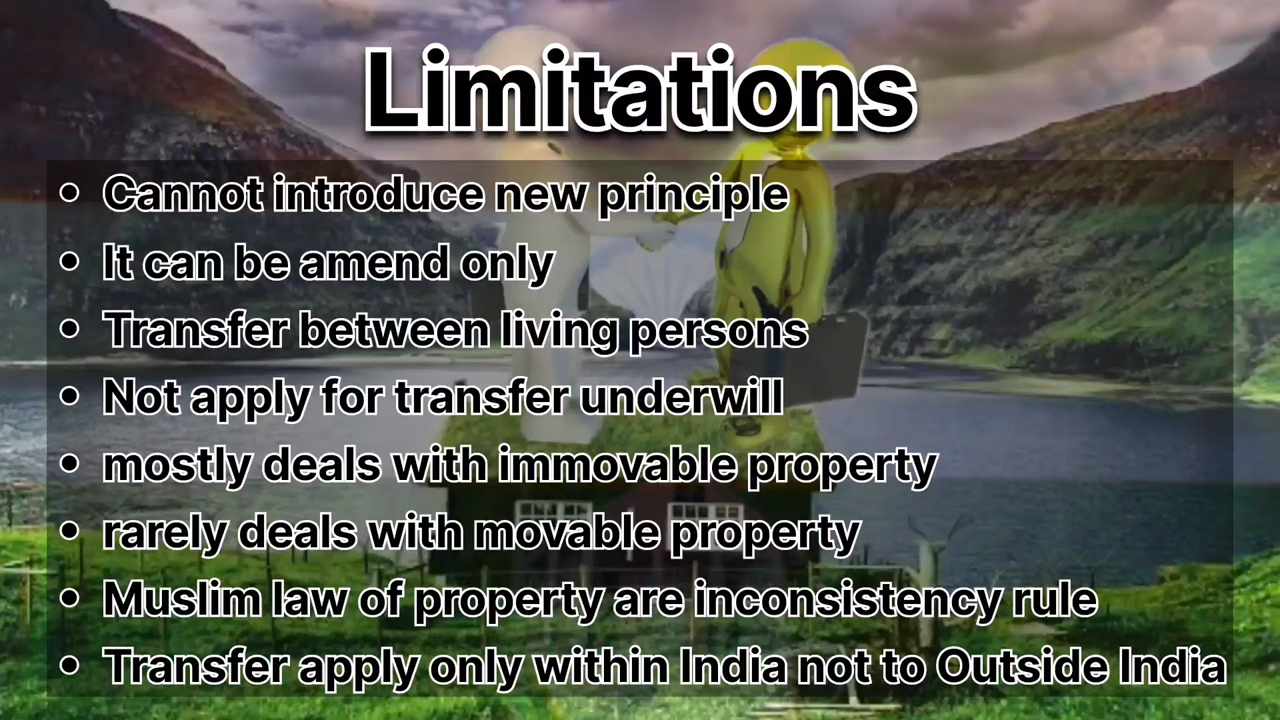 Limitations
• Cannot introduce new principle
• It can be amend only
• Transfer between living persons
• Not apply for transfer underwill
• mostly deals with immovable property
• rarely deals with movable property
• Muslim law of property are inconsistency rule
• Transfer apply only within India not to Outside India